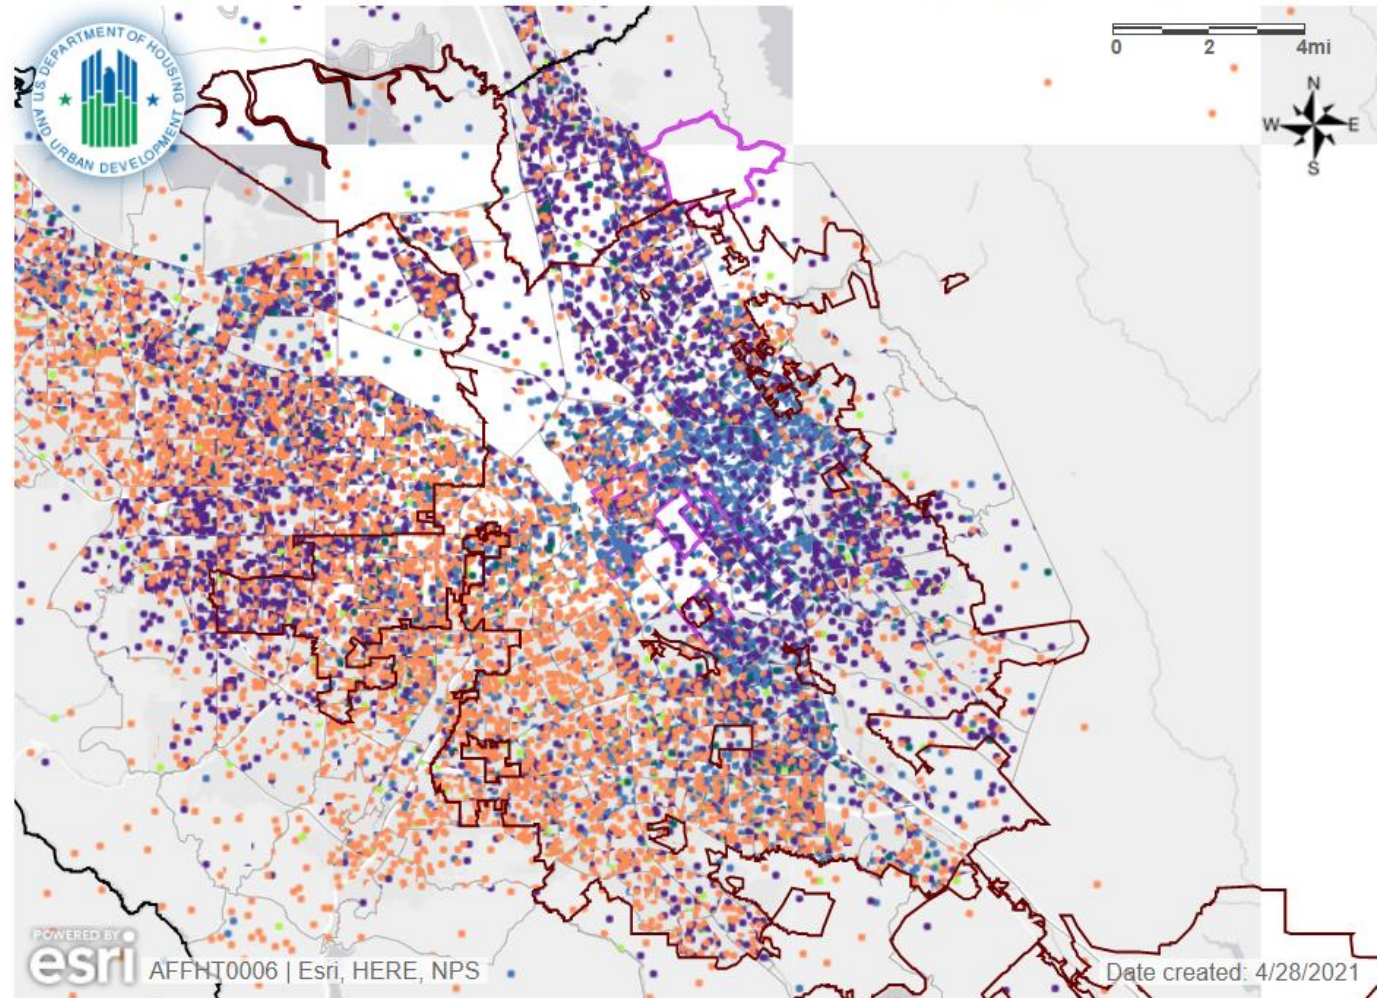 U.S. DEPARTMENT OF HOUSING
AND URBAN DEVELOPMENT
0 2 4mi
N
W E
S
POWERED BY
esri
AFFHT0006 | Esri, HERE, NPS
Date created: 4/28/2021